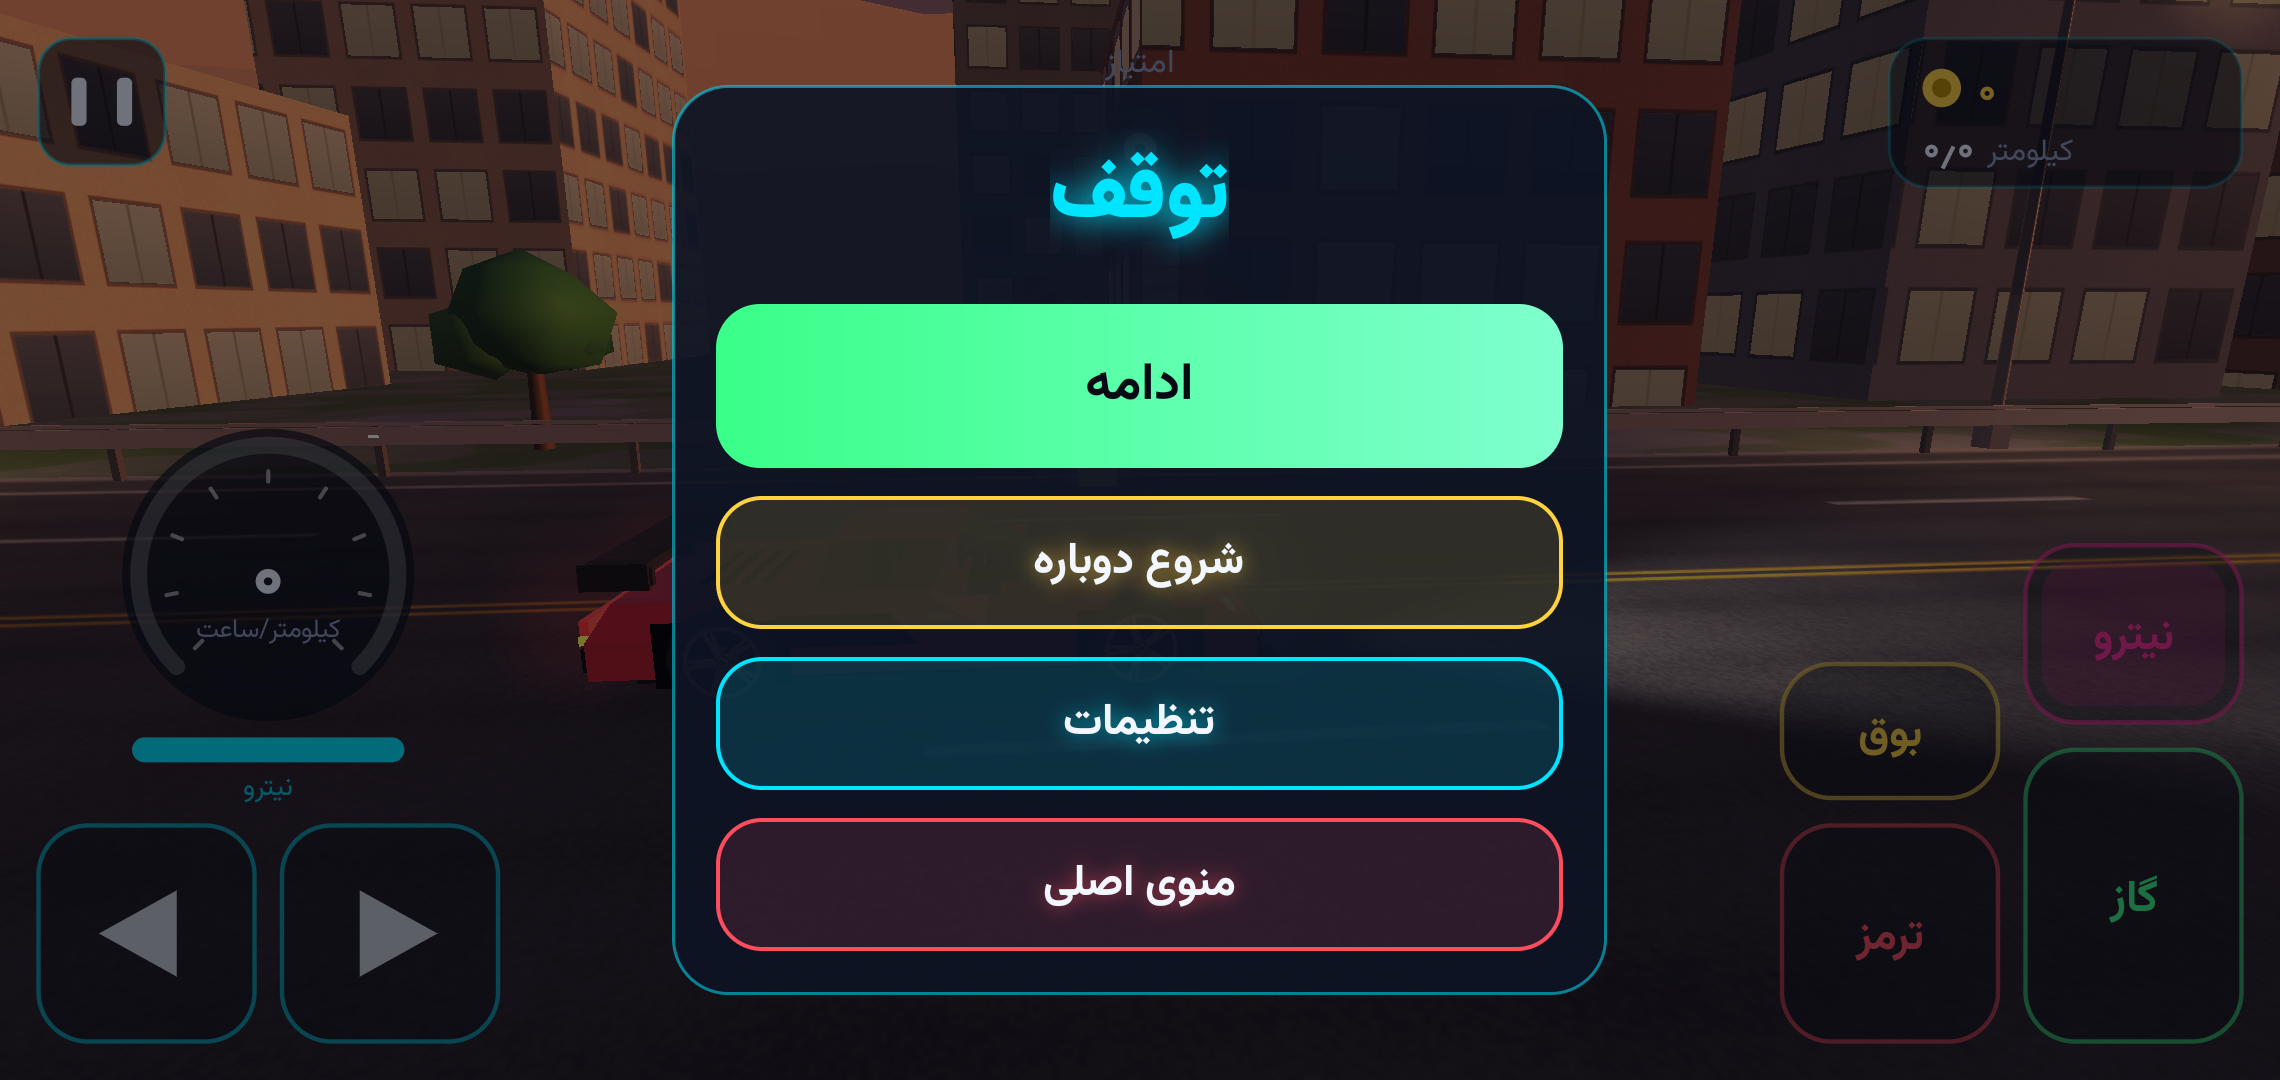 امتیاز
۰
۰/۰ کیلومتر
توقف
ادامه
شروع دوباره
تنظیمات
منوی اصلی
۰
کیلومتر/ساعت
نیترو
نیترو
بوق
گاز
ترمز